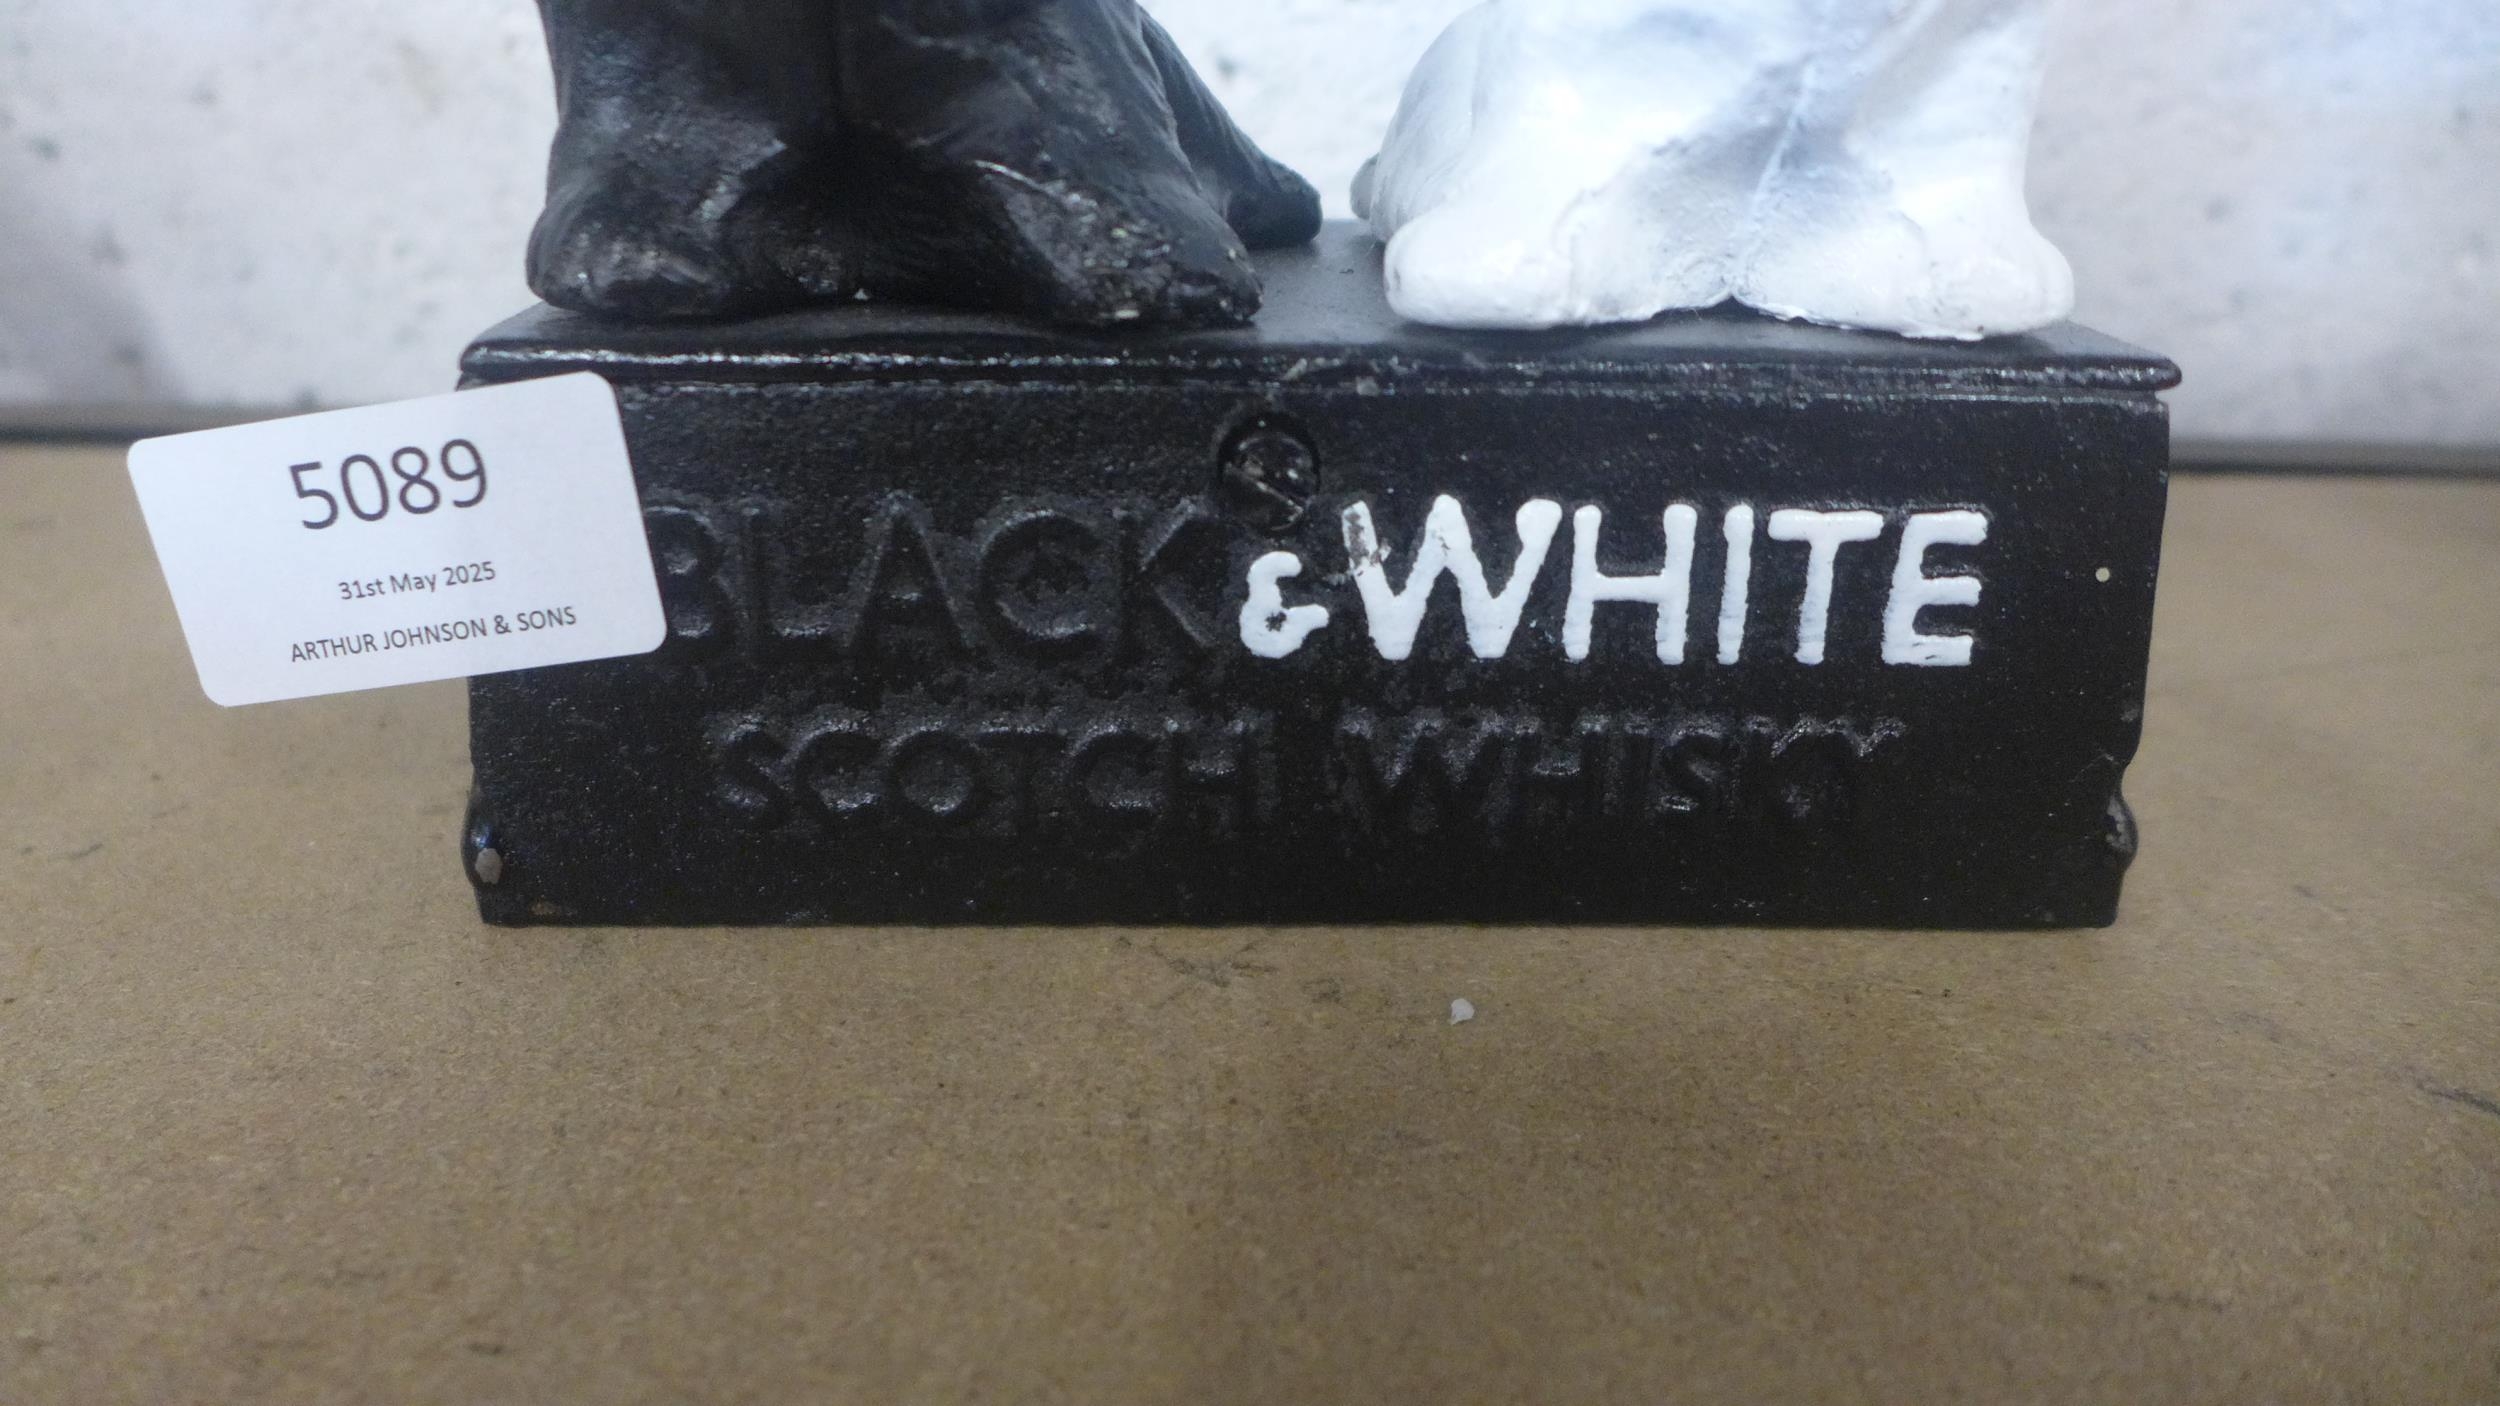 5089
31st May 2025
ARTHUR JOHNSON & SONS
BLACK & WHITE
SCOTCH WHISKY